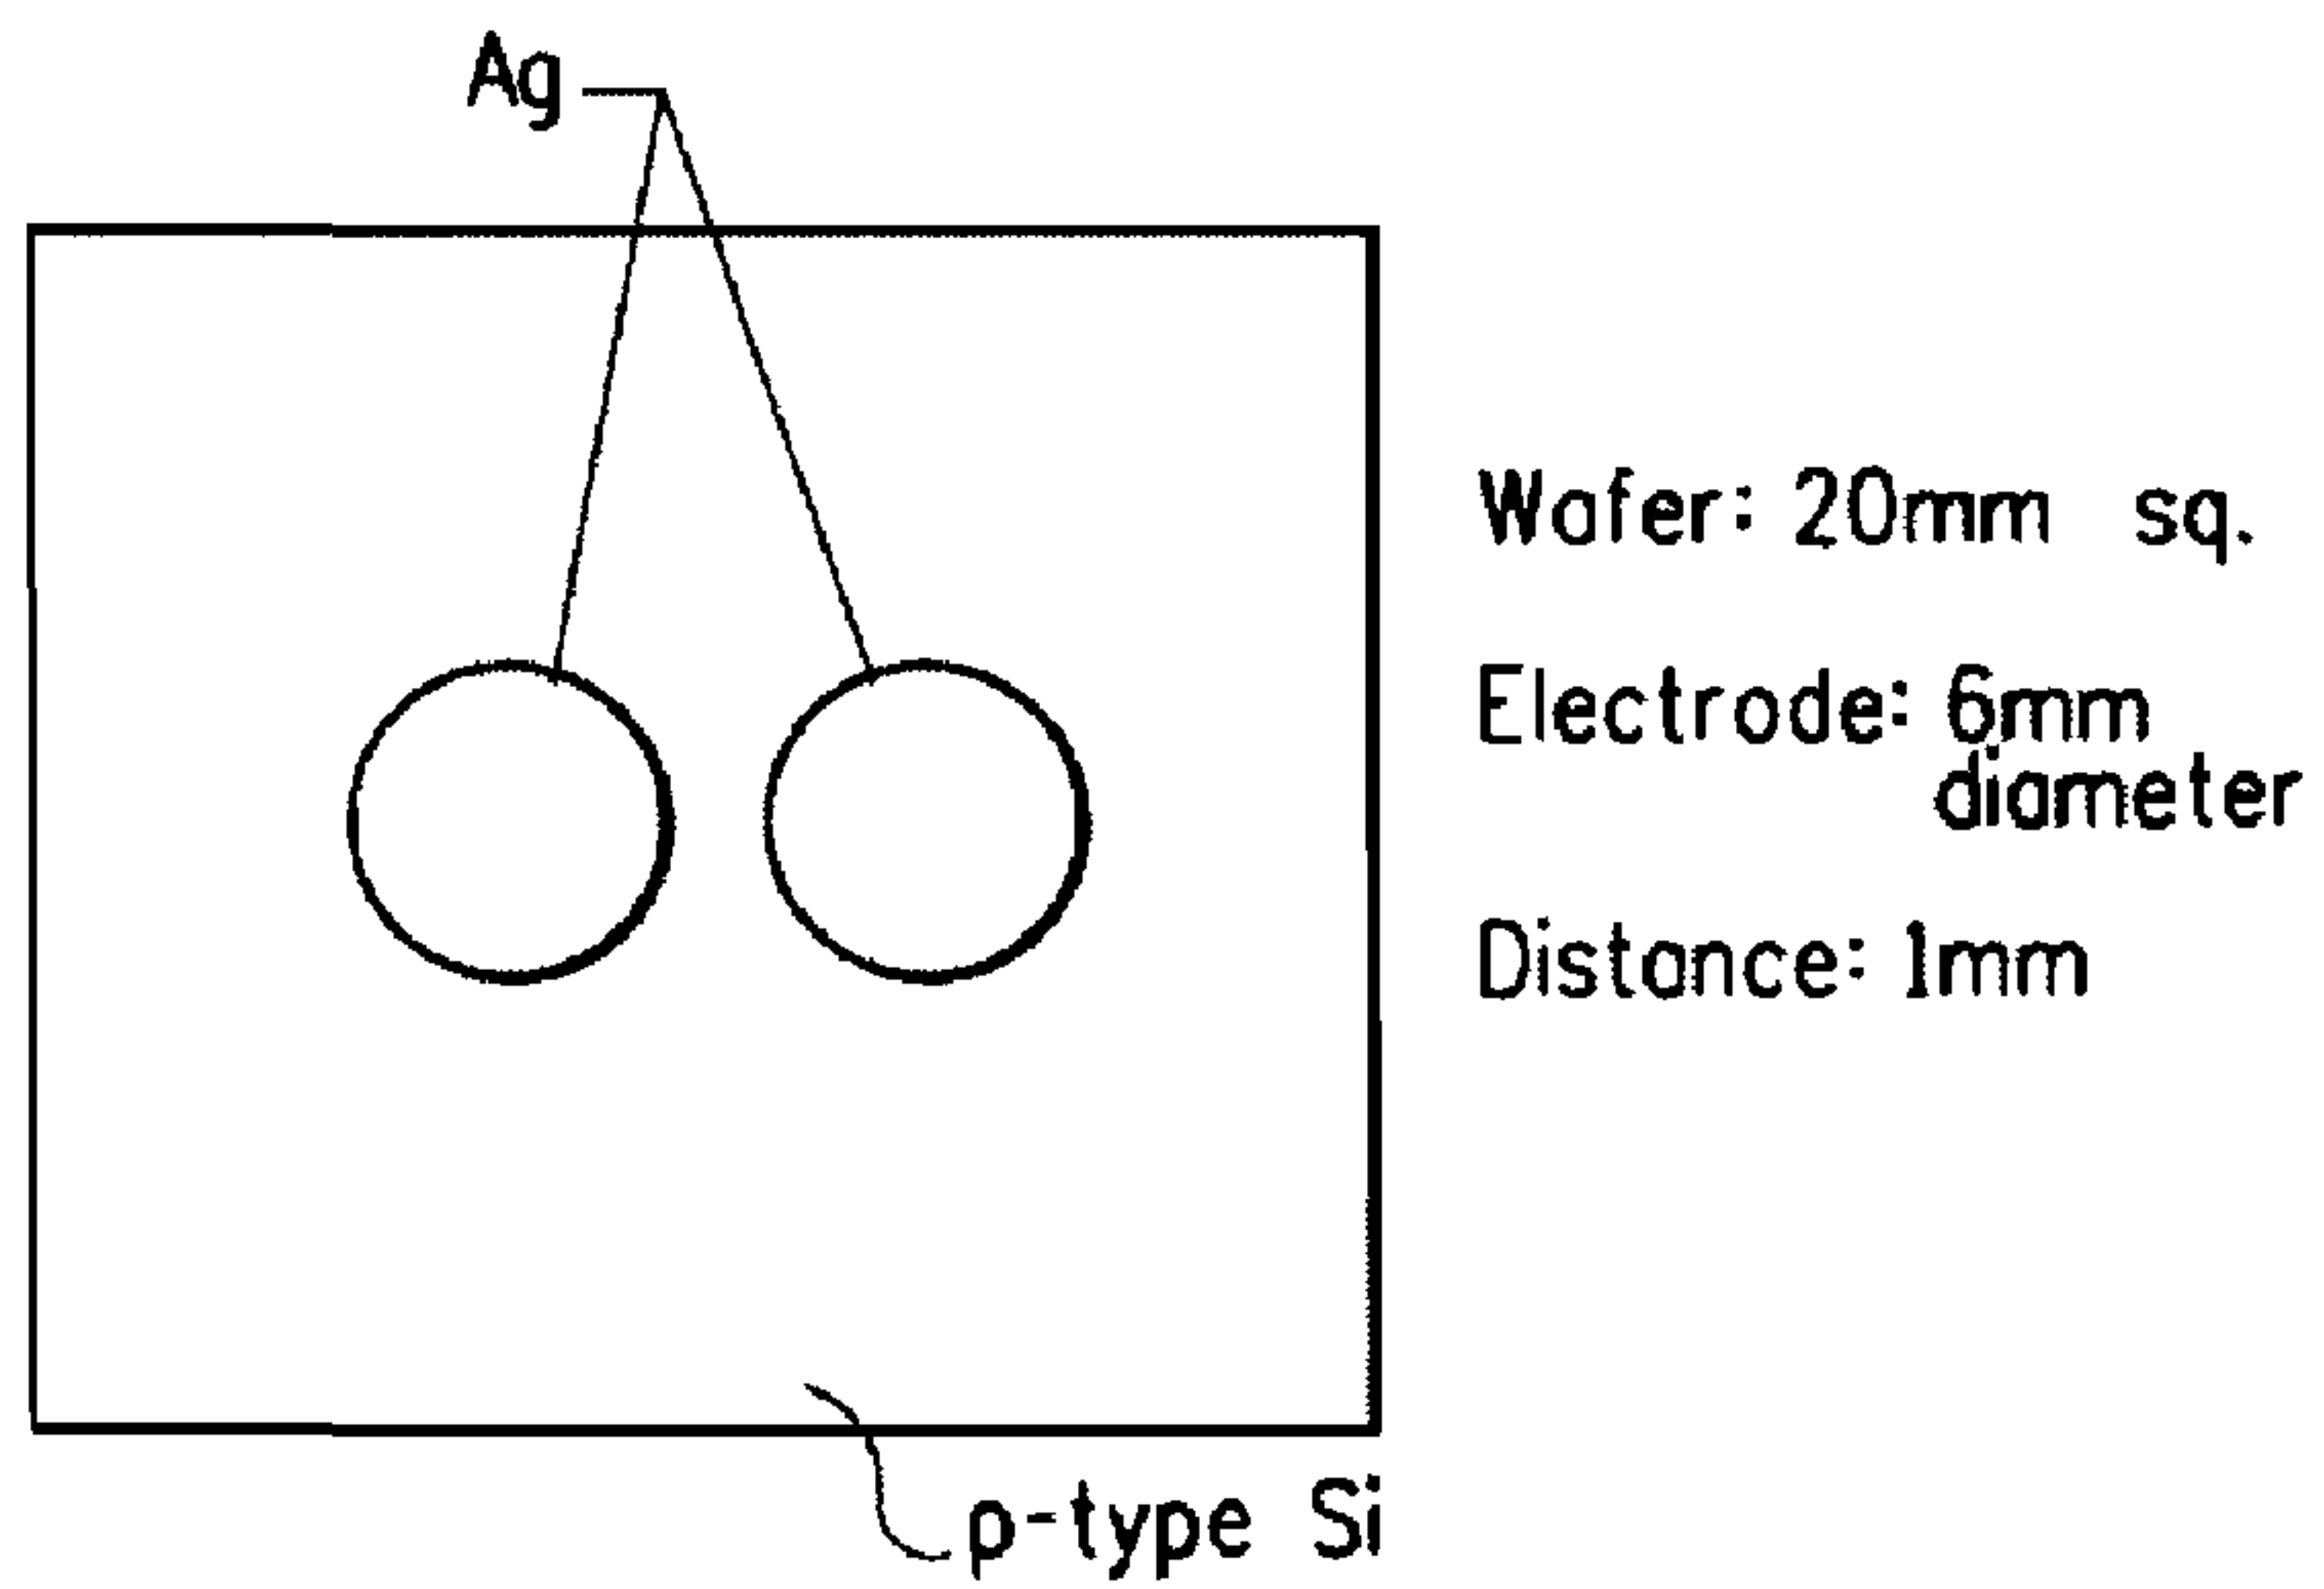 Ag
Wafer: 20mm sq.
Electrode: 6mm
diameter
Distance: 1mm
p-type Si